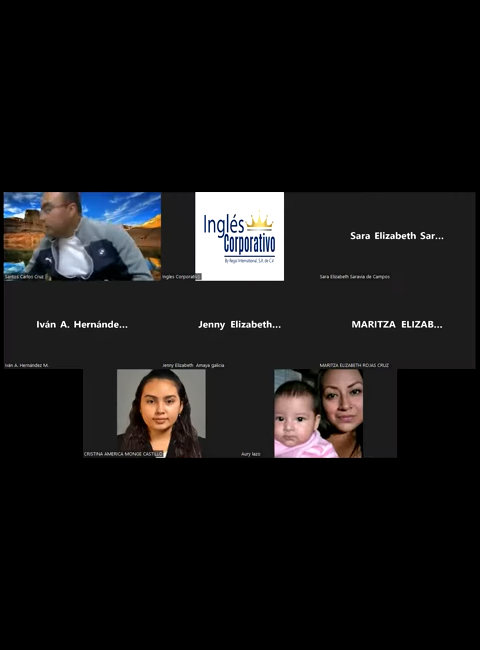 Inglés
Corporativo
By Regio International, S.A. de C.V.
Sara Elizabeth Sar...
Santos Carlos Cruz
Ingles Corporativo
Sara Elizabeth Saravia de Campos
Iván A. Hernánde...
Jenny Elizabeth...
MARITZA ELIZAB...
Iván A. Hernández M.
Jenny Elizabeth Amaya galicia
MARITZA ELIZABETH ROJAS CRUZ
CRISTINA AMERICA MONGE CASTILLO
Aury lazo